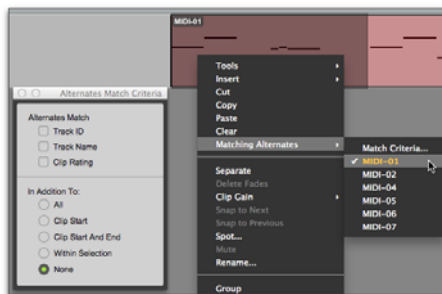 MIDI-01
Alternates Match Criteria
Alternates Match
Track ID
Track Name
Clip Rating
In Addition To:
All
Clip Start
Clip Start And End
Within Selection
None
Tools
Insert
Cut
Copy
Paste
Clear
Matching Alternates
Separate
Delete Fades
Clip Gain
Snap to Next
Snap to Previous
Spot...
Mute
Rename...
Group
Match Criteria...
MIDI-01
MIDI-02
MIDI-04
MIDI-05
MIDI-06
MIDI-07